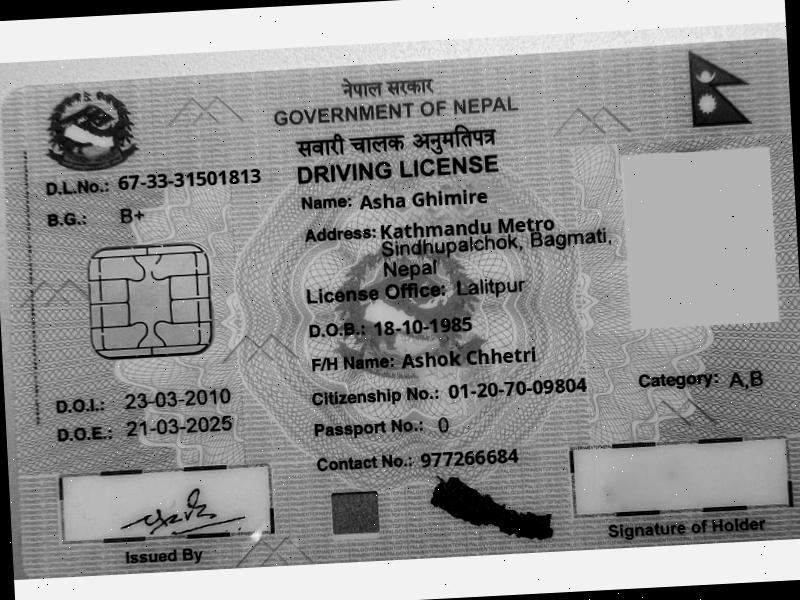 नेपाल सरकार
GOVERNMENT OF NEPAL
सवारी चालक अनुमतिपत्र
DRIVING LICENSE
D.L.No.: 67-33-31501813
B.G.: B+
Name: Asha Ghimire
Address: Kathmandu Metro
Sindhupalchok, Bagmati,
Nepal
License Office: Lalitpur
D.O.B.: 18-10-1985
F/H Name: Ashok Chhetri
Citizenship No.: 01-20-70-09804
Category: A,B
D.O.I.: 23-03-2010
D.O.E.: 21-03-2025
Passport No.: 0
Contact No.: 977266684
Issued By
Signature of Holder